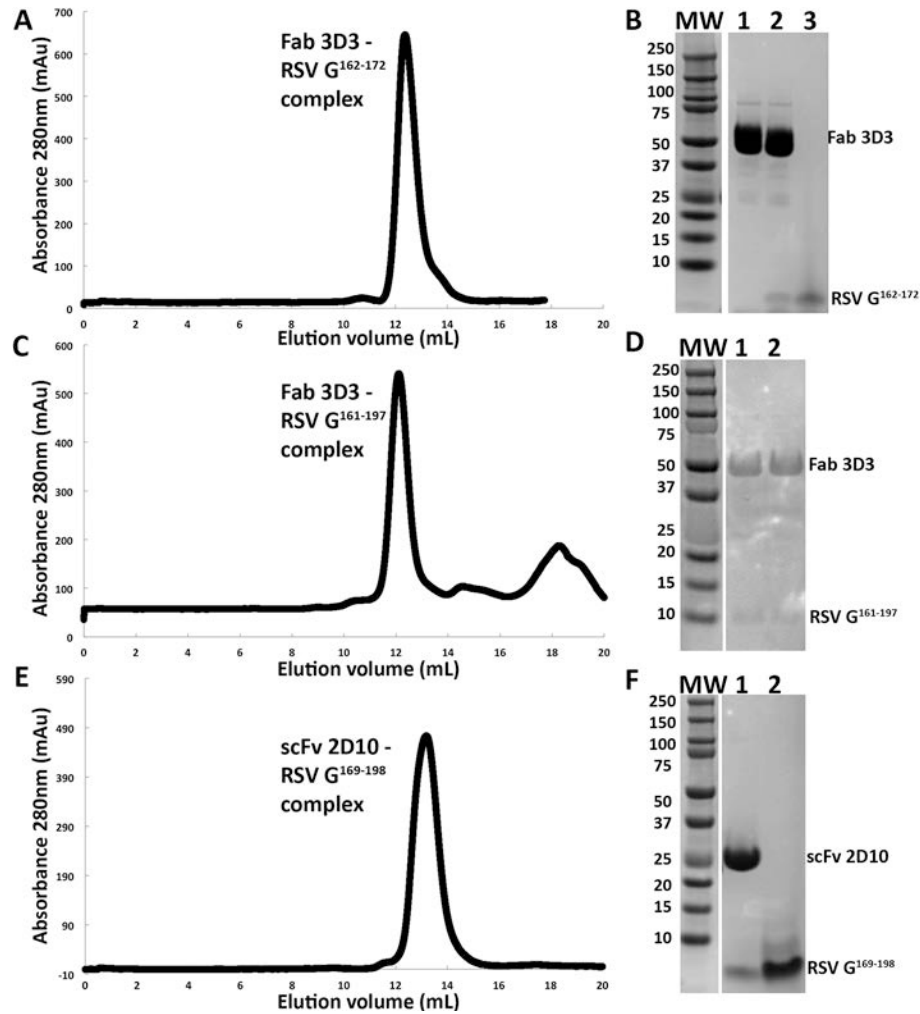 A
Absorbance 280nm (mAu)
700
600
500
400
300
200
100
0
0 2 4 6 8 10 12 14 16 18 20
Elution volume (mL)
Fab 3D3 -
RSV G162-172
complex
B
MW 1 2 3
250
150
100
75
50
37
25
20
15
10
Fab 3D3
RSV G162-172
C
Absorbance 280nm (mAu)
600
500
400
300
200
100
0
0 2 4 6 8 10 12 14 16 18 20
Elution volume (mL)
Fab 3D3 -
RSV G161-197
complex
D
MW 1 2
250
150
100
75
50
37
25
20
15
10
Fab 3D3
RSV G161-197
E
Absorbance 280nm (mAu)
590
490
390
290
190
90
-10
0 2 4 6 8 10 12 14 16 18 20
Elution volume (mL)
scFv 2D10 -
RSV G169-198
complex
F
MW 1 2
250
150
100
75
50
37
25
20
15
10
scFv 2D10
RSV G169-198